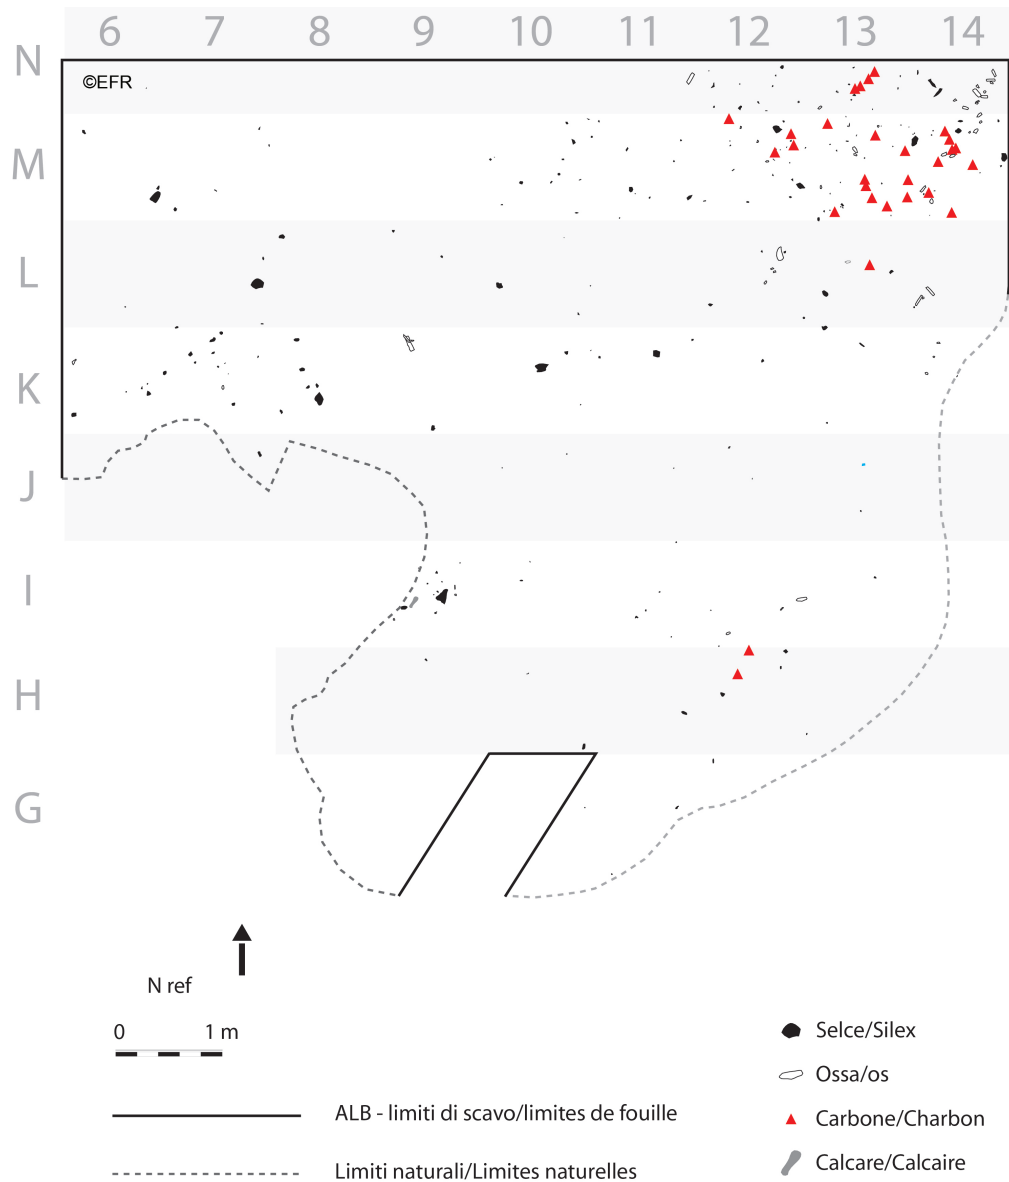 6 7 8 9 10 11 12 13 14
N
©EFR
M
L
K
J
I
H
G
N ref
0 1 m
Selce/Silex
Ossa/os
ALB - limiti di scavo/limites de fouille
Carbone/Charbon
Limiti naturali/Limites naturelles
Calcare/Calcaire